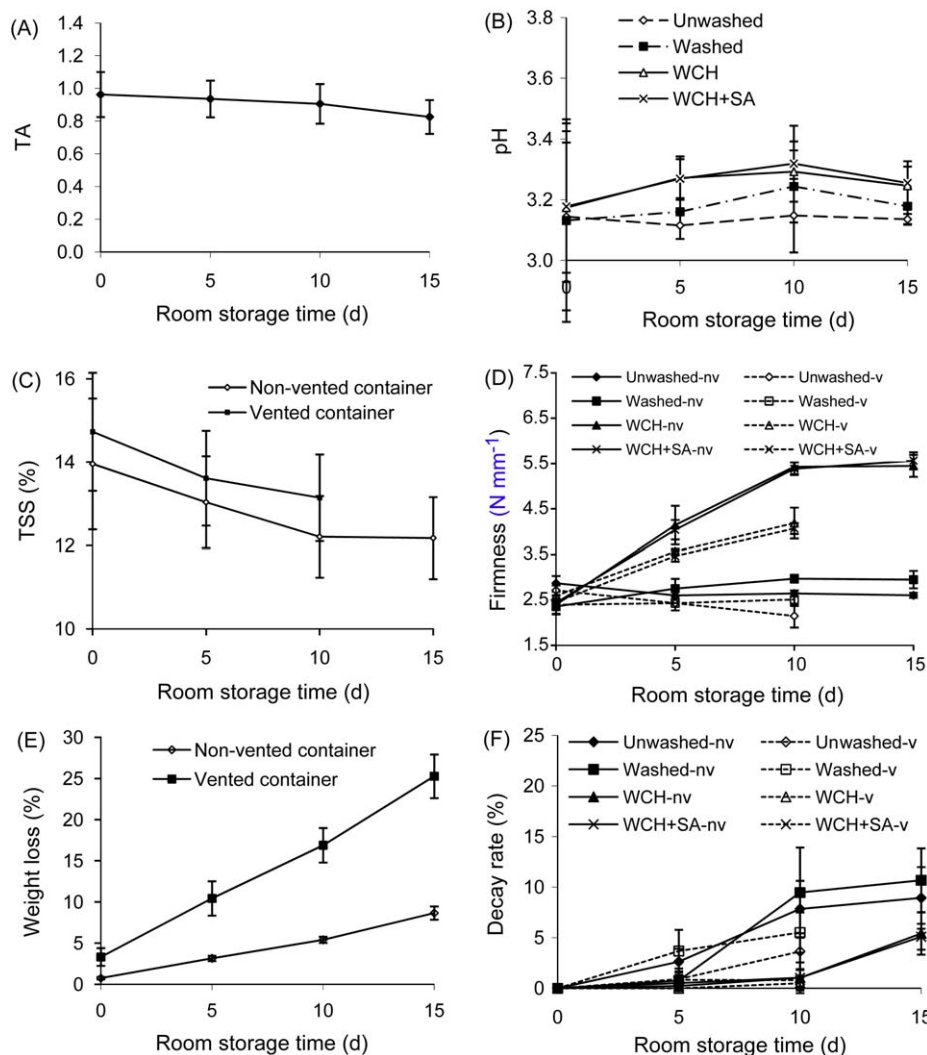 (A)
1.4
1.2
1.0
0.8
0.6
0.4
0.2
0.0
TA
0 5 10 15
Room storage time (d)
(B)
Unwashed
Washed
WCH
WCH+SA
3.8
3.6
3.4
3.2
3.0
pH
0 5 10 15
Room storage time (d)
(C)
Non-vented container
Vented container
16
14
12
10
TSS (%)
0 5 10 15
Room storage time (d)
(D)
Unwashed-nv Unwashed-v
Washed-nv Washed-v
WCH-nv WCH-v
WCH+SA-nv WCH+SA-v
7.5
6.5
5.5
4.5
3.5
2.5
1.5
Firmness (N mm-1)
0 5 10 15
Room storage time (d)
(E)
Non-vented container
Vented container
30
25
20
15
10
5
0
Weight loss (%)
0 5 10 15
Room storage time (d)
(F)
Unwashed-nv Unwashed-v
Washed-nv Washed-v
WCH-nv WCH-v
WCH+SA-nv WCH+SA-v
25
20
15
10
5
0
Decay rate (%)
0 5 10 15
Room storage time (d)